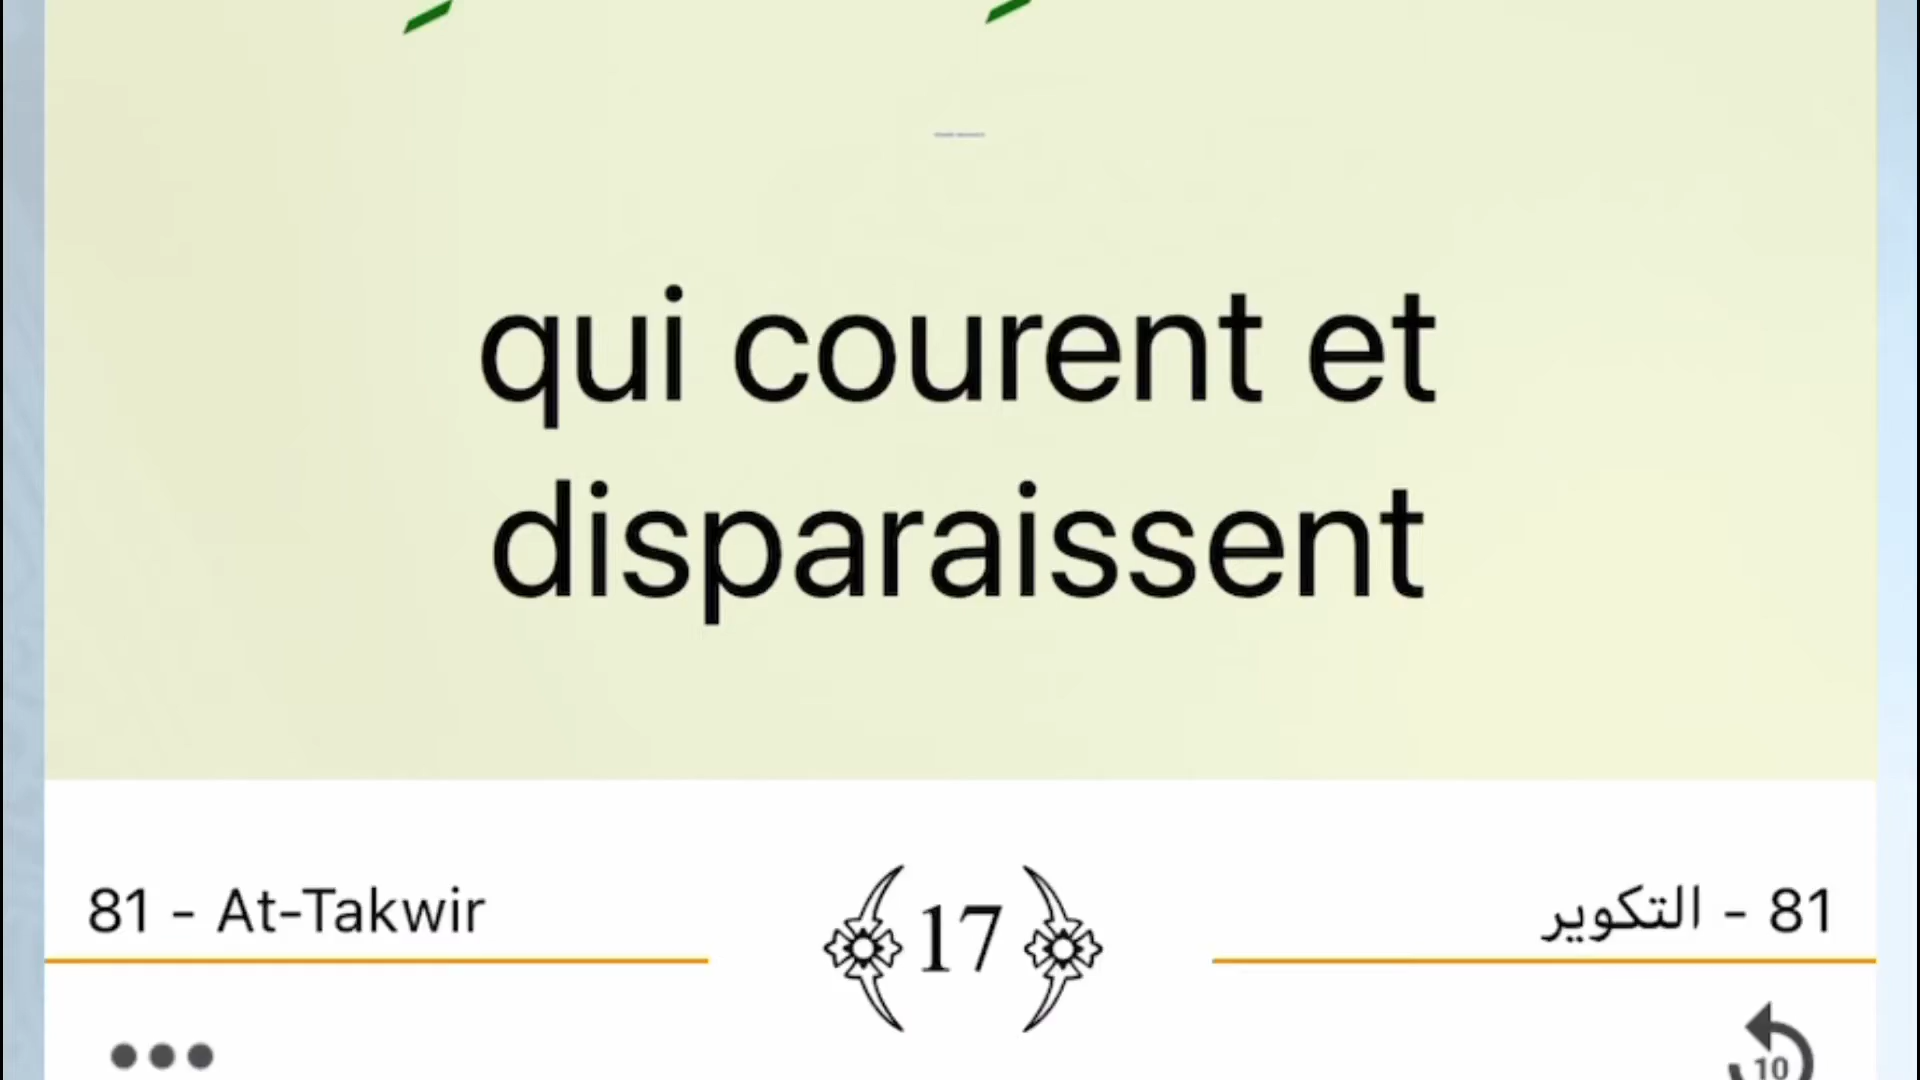 qui courent et
disparaissent
81 - At-Takwir
17
81 - التكوير
10